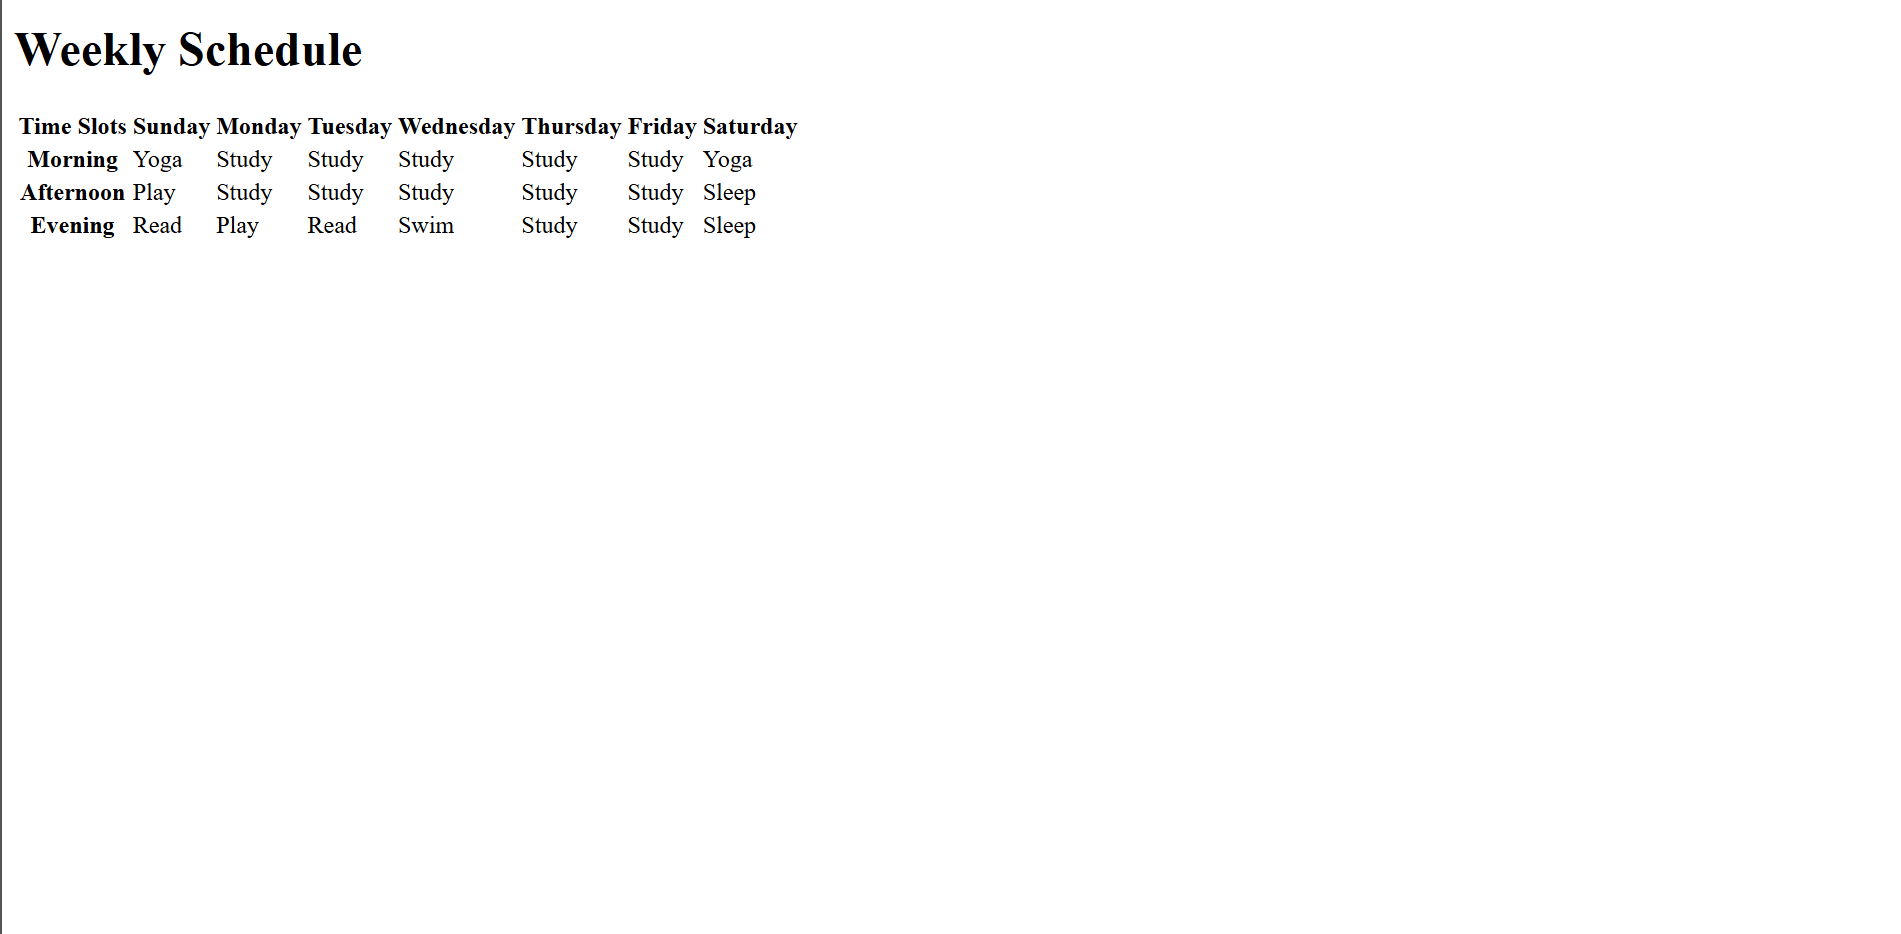 Weekly Schedule
Time Slots Sunday Monday Tuesday Wednesday Thursday Friday Saturday
Morning Yoga Study Study Study Study Study Yoga
Afternoon Play Study Study Study Study Study Sleep
Evening Read Play Read Swim Study Study Sleep